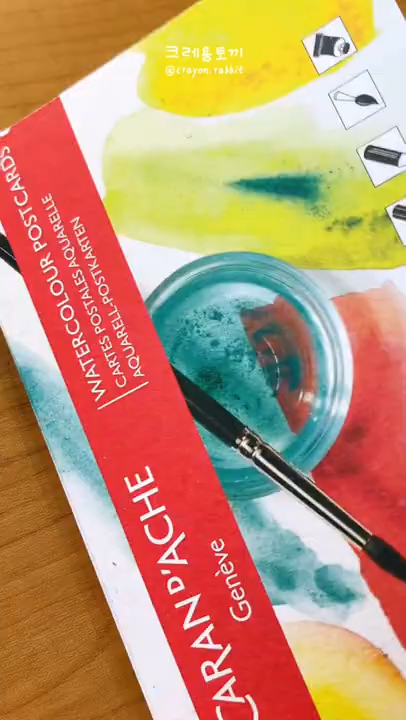 크레용토끼
@crayon.rabbit
WATERCOLOUR POSTCARDS
CARTES POSTALES AQUARELLE
AQUARELL-POSTKARTEN
CARAN D'ACHE
Genève